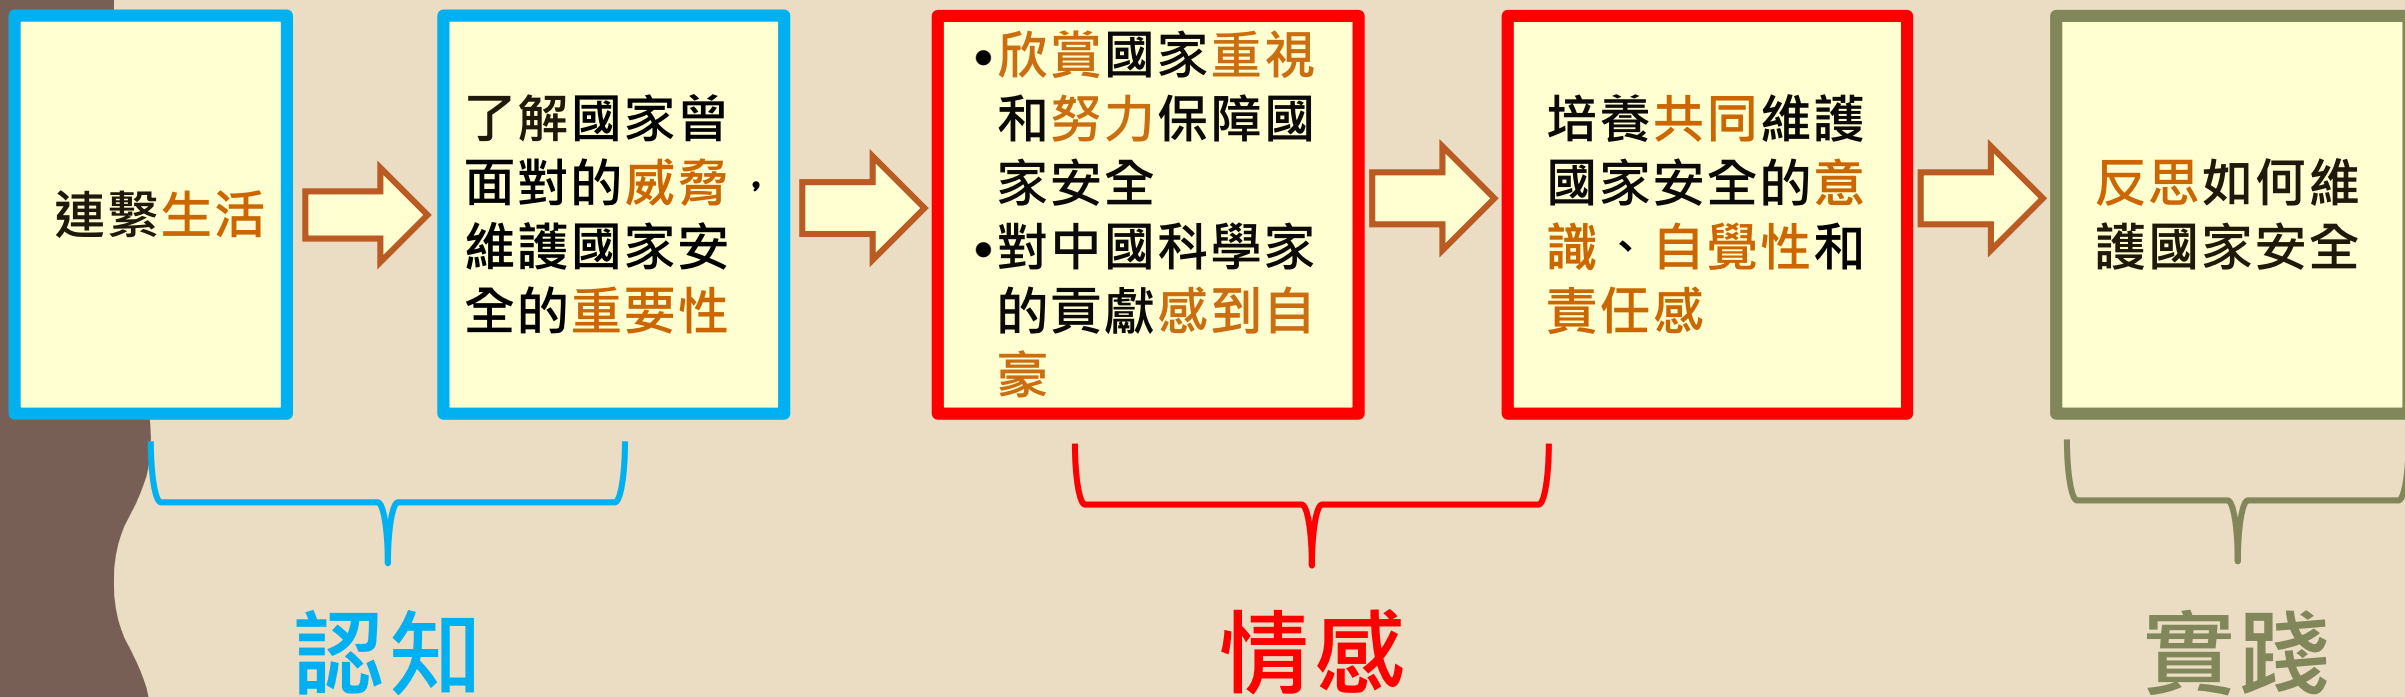 連繫生活
了解國家曾
面對的威脅，
維護國家安
全的重要性
•欣賞國家重視
和努力保障國
家安全
•對中國科學家
的貢獻感到自
豪
培養共同維護
國家安全的意
識、自覺性和
責任感
反思如何維
護國家安全
認知
情感
實踐